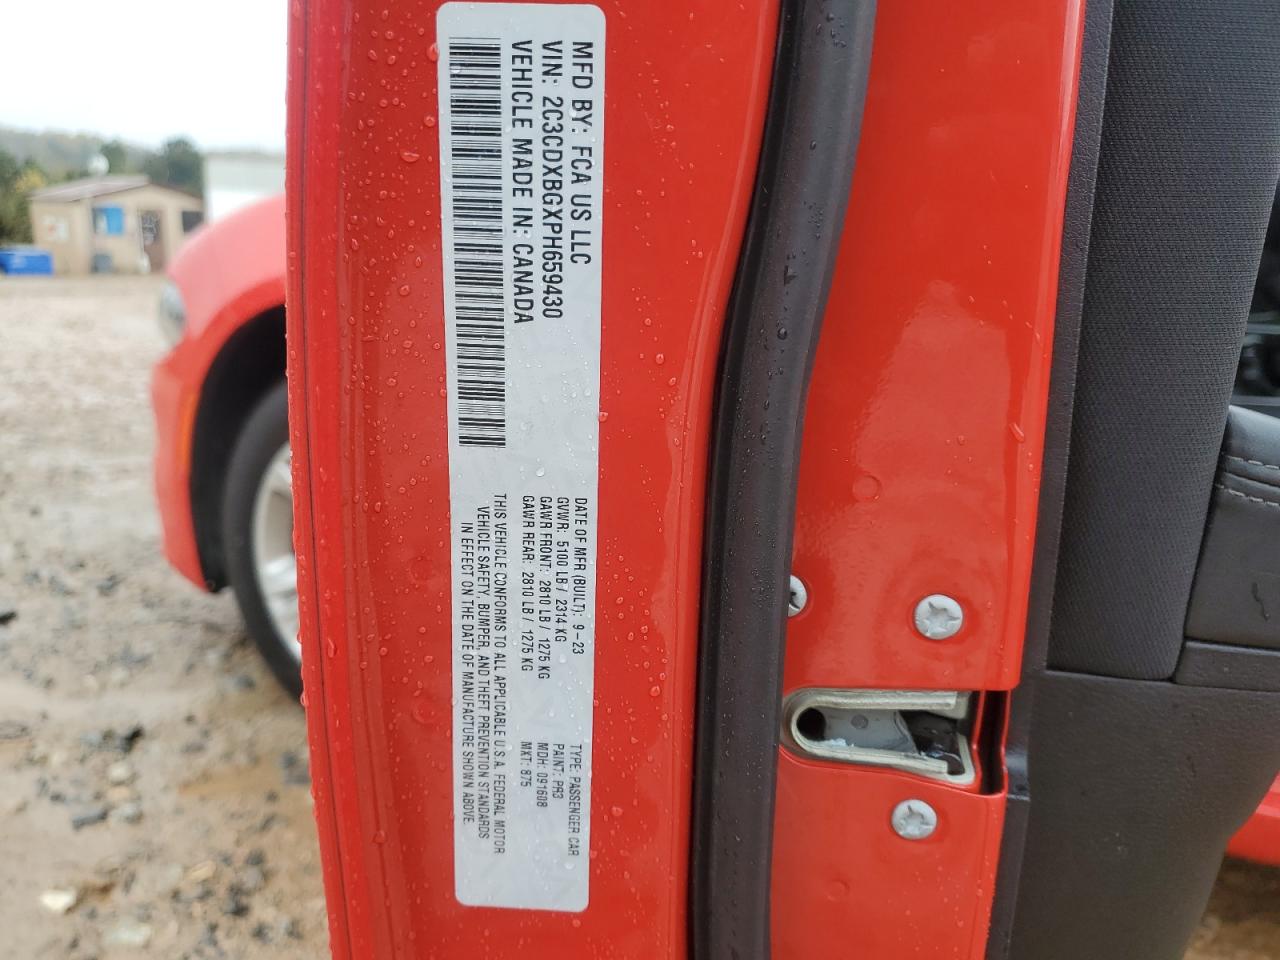 MFD BY: FCA US LLC
VIN: 2C3CDXBGXPH659430
VEHICLE MADE IN: CANADA
DATE OF MFR (BUILT): 9-23
GVWR: 5100 LB / 2314 KG
GAWR FRONT: 2810 LB / 1275 KG
GAWR REAR: 2810 LB / 1275 KG
TYPE: PASSENGER CAR
PAINT: PR3
MDH: 091608
MXT: 875
THIS VEHICLE CONFORMS TO ALL APPLICABLE U.S.A. FEDERAL MOTOR
VEHICLE SAFETY, BUMPER, AND THEFT PREVENTION STANDARDS
IN EFFECT ON THE DATE OF MANUFACTURE SHOWN ABOVE.